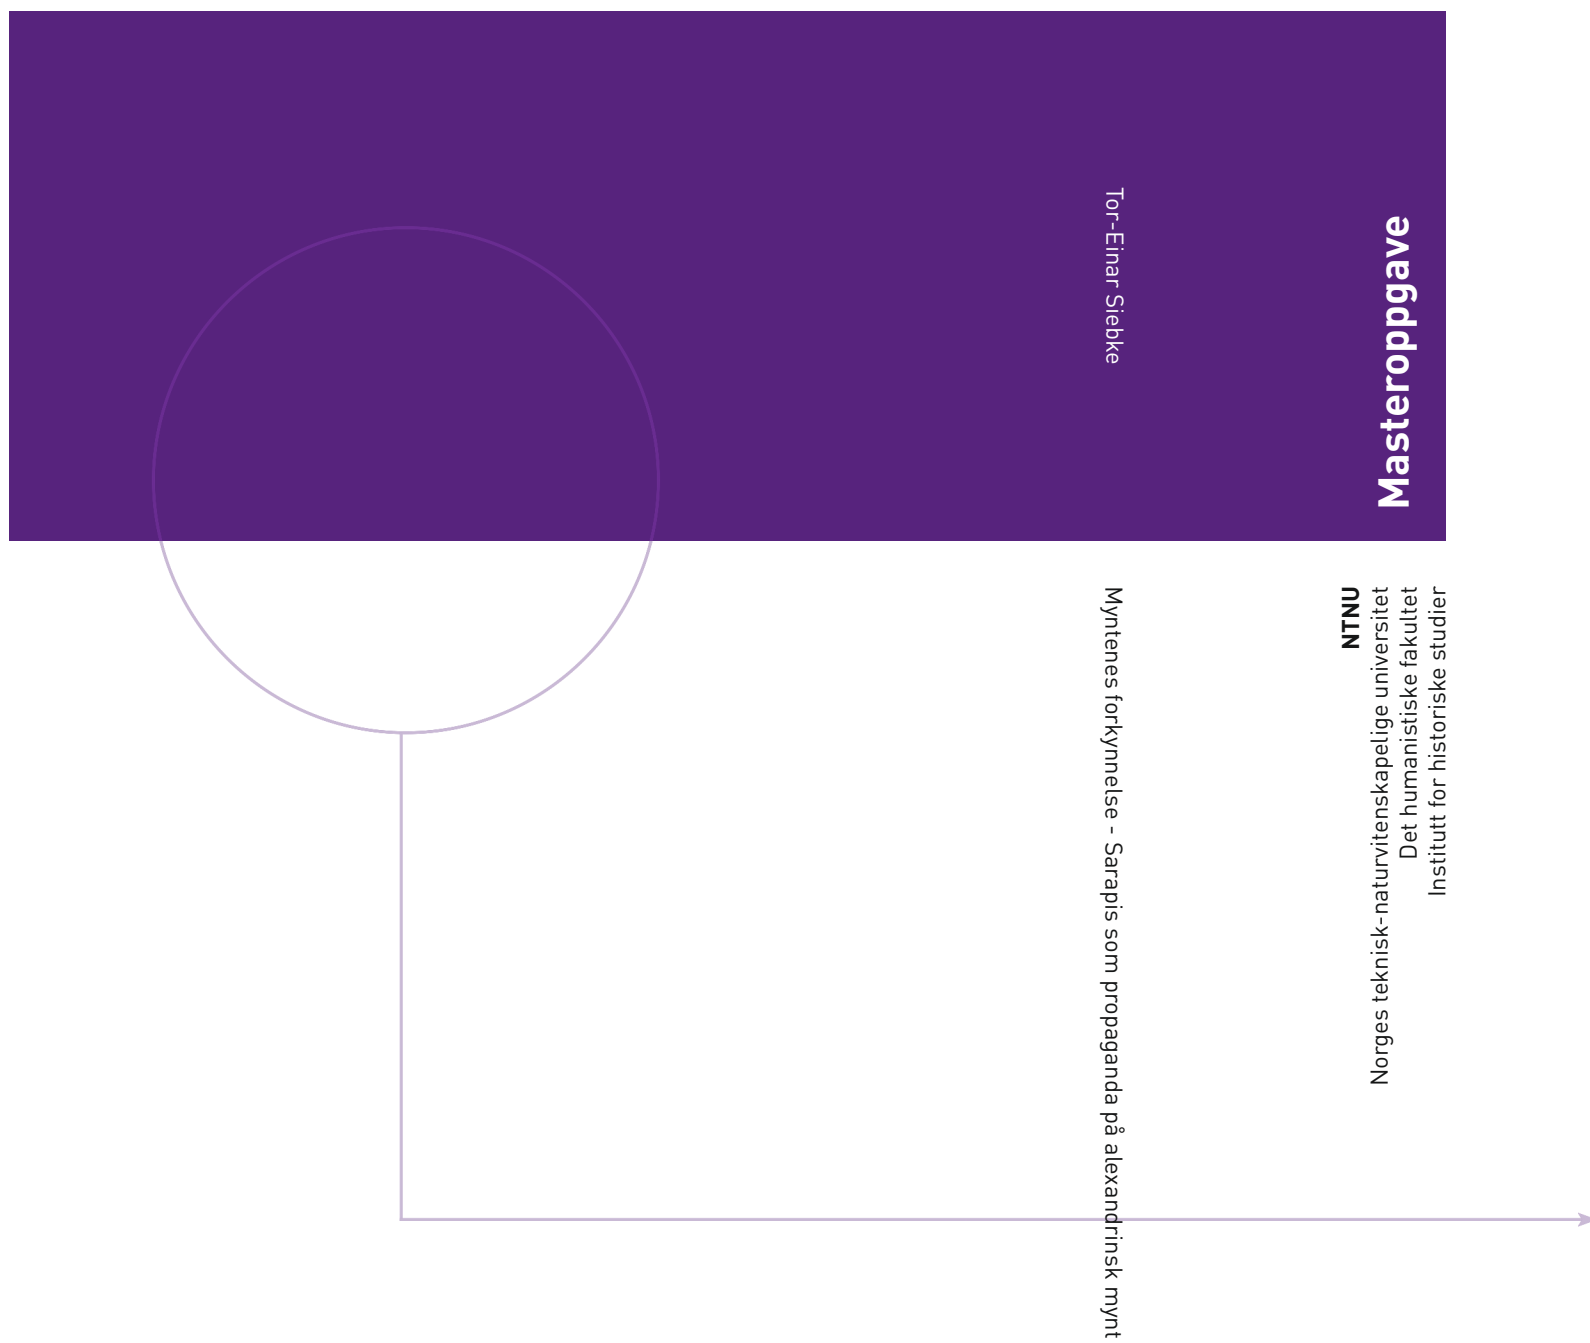 Masteroppgave
NTNU
Norges teknisk-naturvitenskapelige universitet
Det humanistiske fakultet
Institutt for historiske studier
Tor-Einar Siebke
Myntenes forkynnelse - Sarapis som propaganda på alexandrinsk mynt